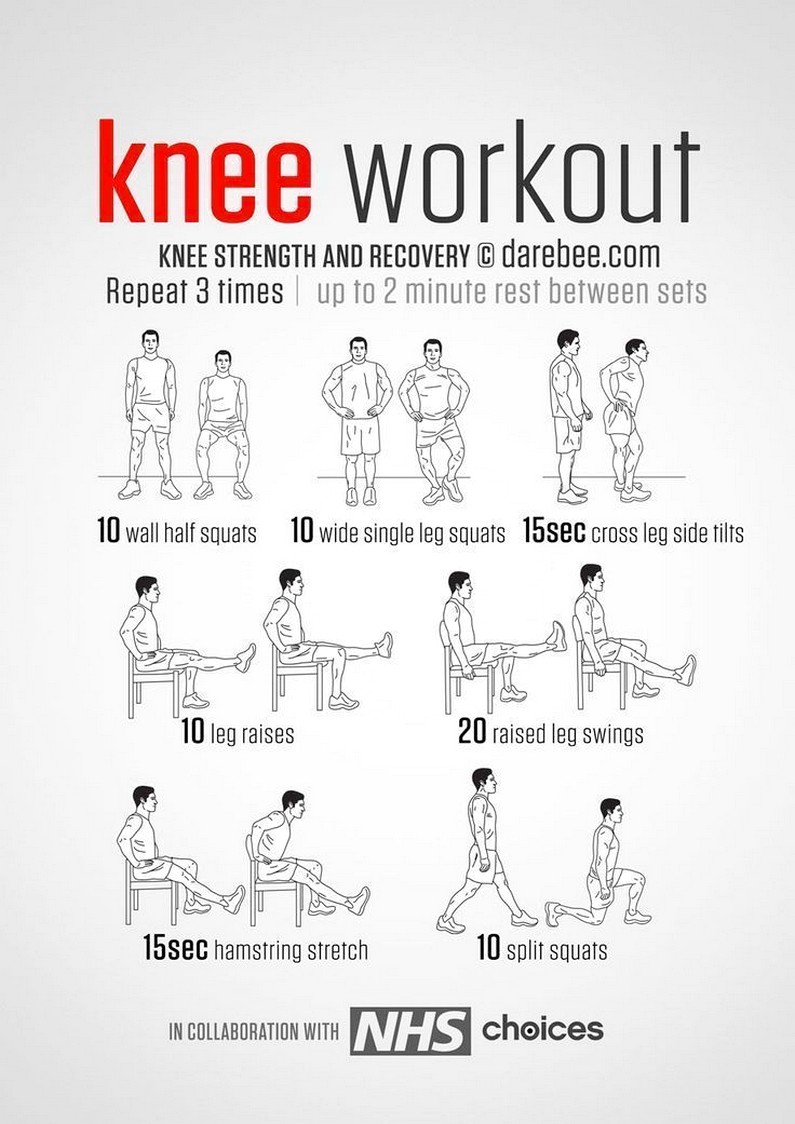 knee workout
KNEE STRENGTH AND RECOVERY © darebee.com
Repeat 3 times | up to 2 minute rest between sets
10 wall half squats
10 wide single leg squats
15sec cross leg side tilts
10 leg raises
20 raised leg swings
15sec hamstring stretch
10 split squats
IN COLLABORATION WITH NHS choices